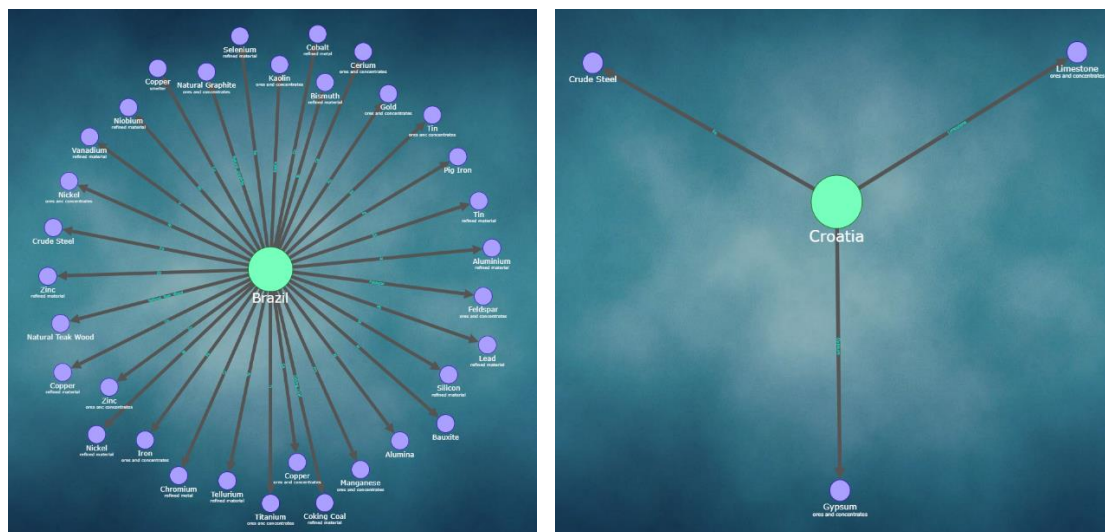 Selenium
refined material
Cobalt
refined metal
Kaolin
ores and concentrates
Cerium
ores and concentrates
Copper
smelter
Natural Graphite
ores and concentrates
Bismuth
refined material
Gold
ores and concentrates
Niobium
refined material
Tin
ores and concentrates
Vanadium
refined material
Pig Iron
Nickel
ores and concentrates
Tin
refined material
Crude Steel
Aluminium
refined material
Zinc
refined material
Brazil
Feldspar
ores and concentrates
Natural Teak Wood
Lead
refined material
Copper
refined material
Silicon
refined material
Zinc
ores and concentrates
Bauxite
Nickel
refined material
Iron
ores and concentrates
Alumina
Chromium
refined metal
Tellurium
refined material
Copper
ores and concentrates
Manganese
ores and concentrates
Titanium
ores and concentrates
Coking Coal
refined material
Crude Steel
Limestone
ores and concentrates
Croatia
Gypsum
ores and concentrates